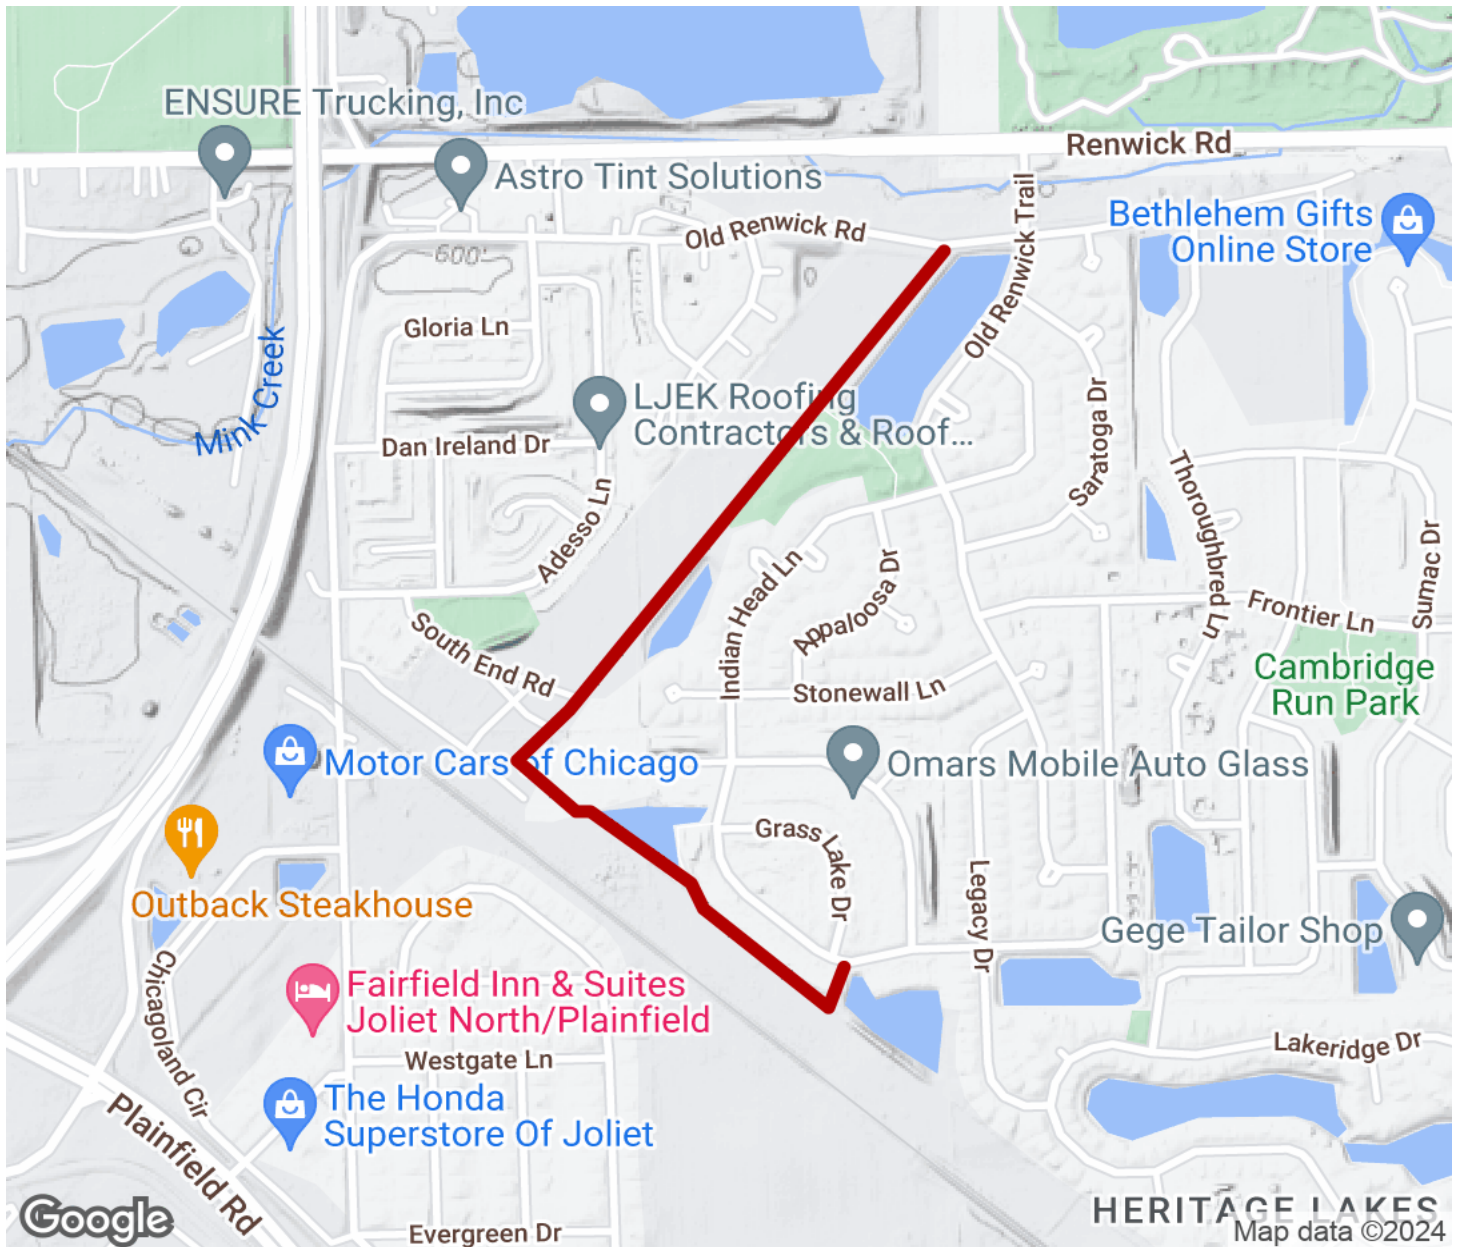 ENSURE Trucking, Inc
Renwick Rd
Astro Tint Solutions
Old Renwick Rd
Old Renwick Trail
Bethlehem Gifts
Online Store
600'
Gloria Ln
Mink Creek
Old Renwick Trail
LJEK Roofing
Contractors & Roof...
Dan Ireland Dr
Saratoga Dr
Adesso Ln
Thoroughbred Ln
Sumac Dr
Indian Head Ln
Appaloosa Dr
Frontier Ln
South End Rd
Stonewall Ln
Cambridge
Run Park
Motor Cars of Chicago
Omars Mobile Auto Glass
Grass Lake Dr
Outback Steakhouse
Legacy Dr
Gege Tailor Shop
Chicagoland Cir
Fairfield Inn & Suites
Joliet North/Plainfield
Westgate Ln
Lakeridge Dr
The Honda
Superstore Of Joliet
Plainfield Rd
HERITAGE LAKES
Google
Evergreen Dr
Map data ©2024